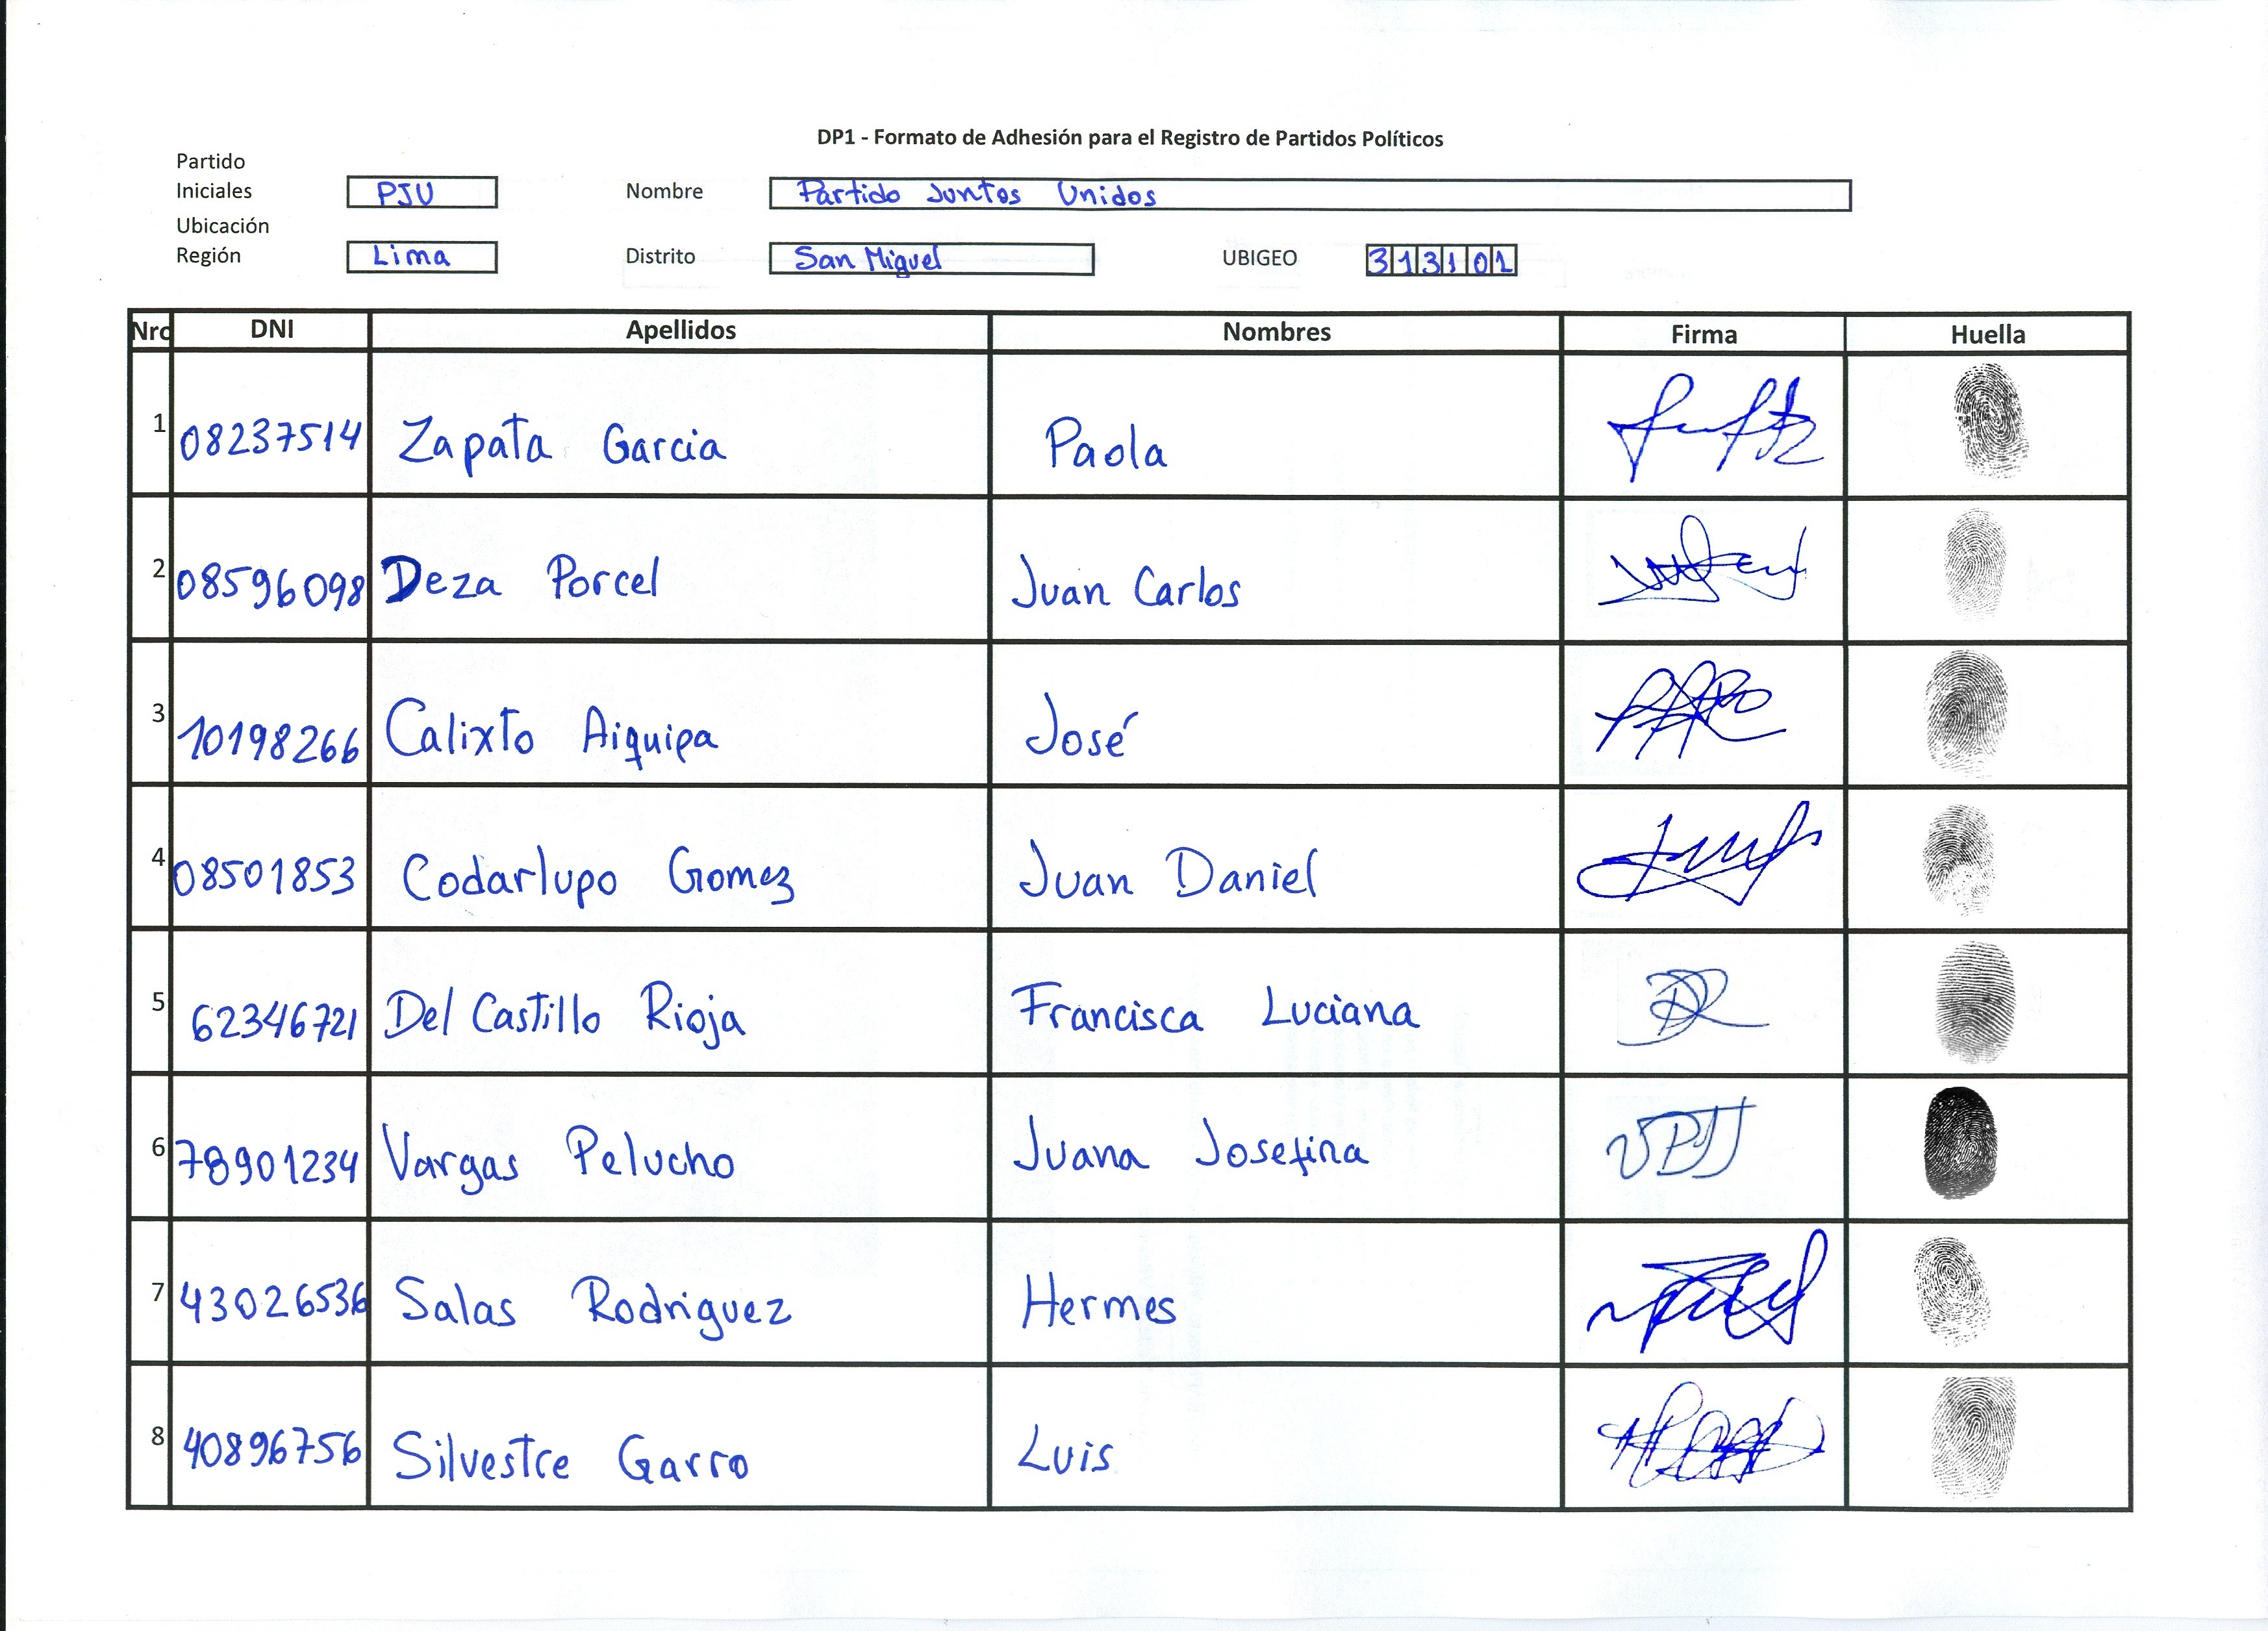 DP1 - Formato de Adhesión para el Registro de Partidos Políticos
Partido
Iniciales PJU Nombre Partido Juntos Unidos
Ubicación
Región Lima Distrito San Miguel UBIGEO 313101
Nro DNI Apellidos Nombres Firma Huella
1 08237514 Zapata Garcia Paola
2 08596098 Deza Porcel Juan Carlos
3 10198266 Calixto Aiquipa José
4 08501853 Codarlupo Gomez Juan Daniel
5 62346721 Del Castillo Rioja Francisca Luciana
6 78901234 Vargas Pelucho Juana Josefina
7 43026536 Salas Rodriguez Hermes
8 40896756 Silvestre Garro Luis